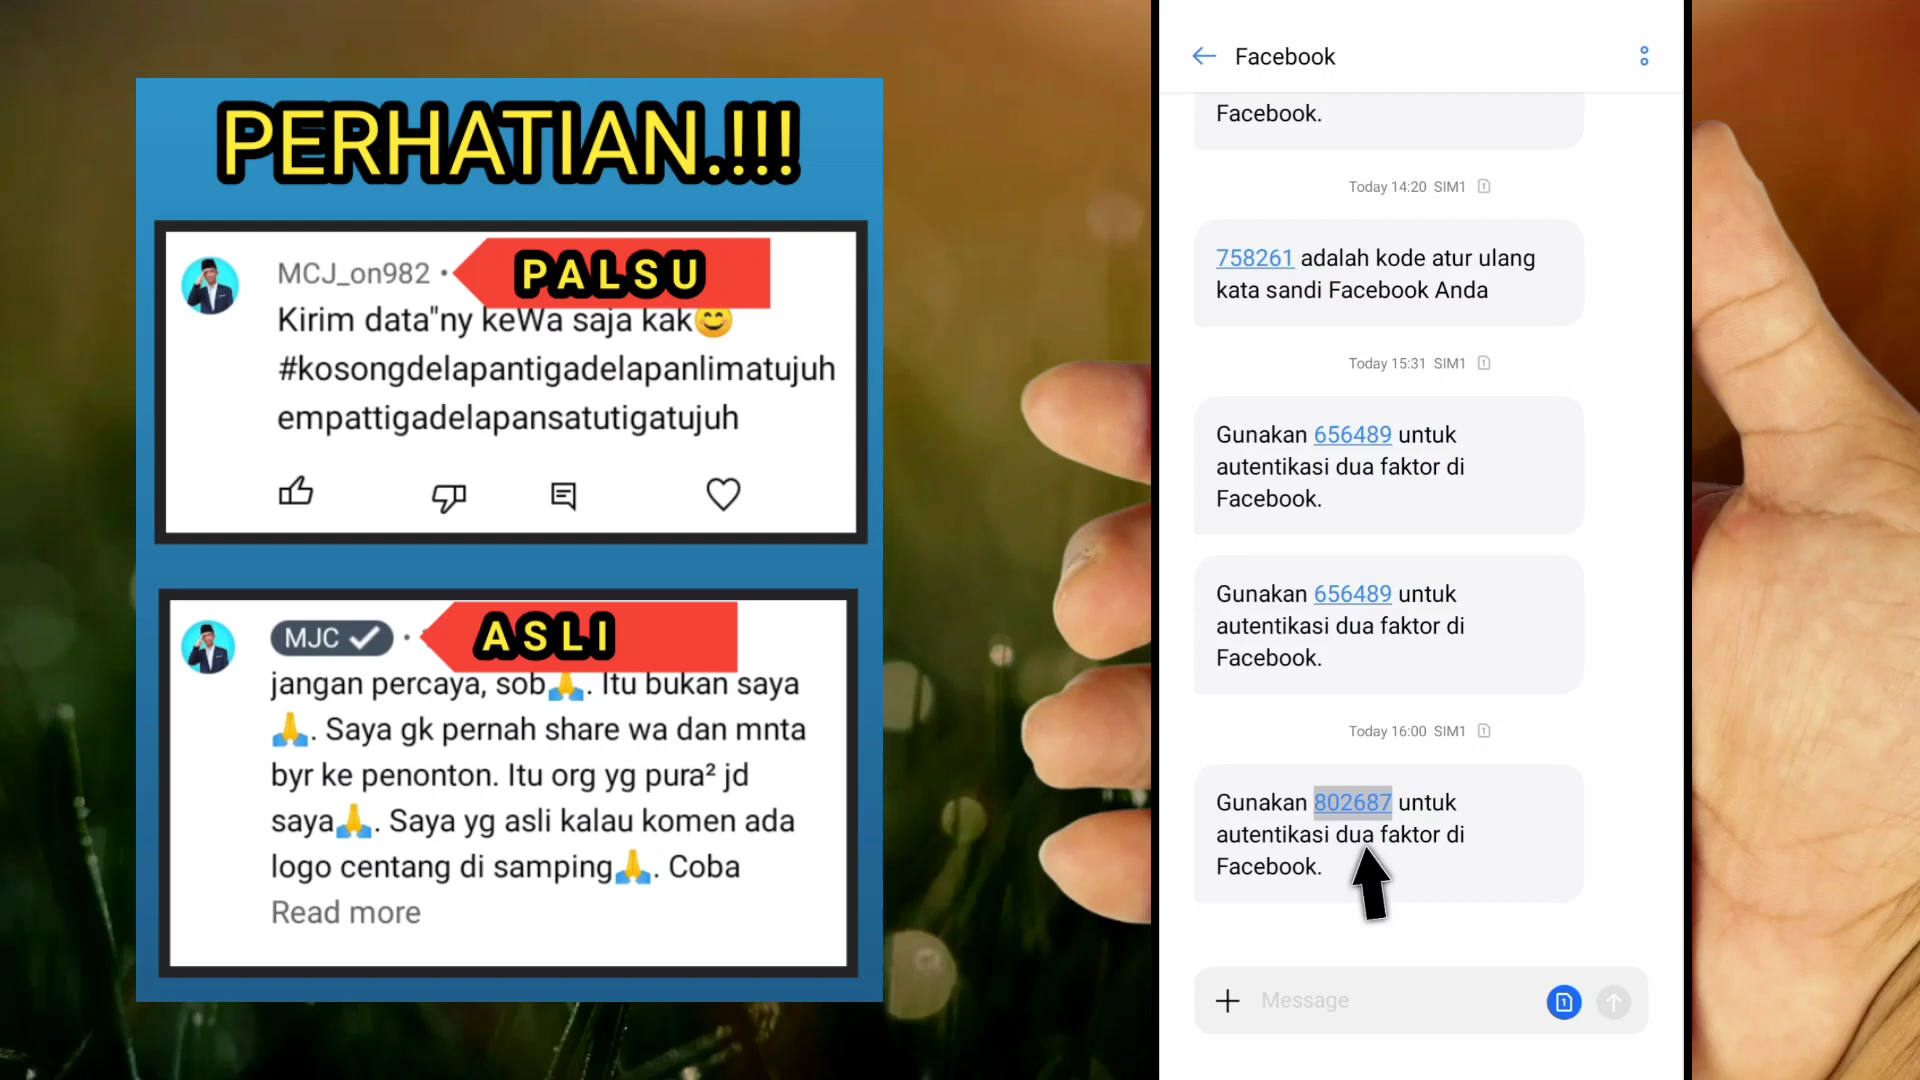 PERHATIAN.!!!
MCJ_on982 •
PALSU
Kirim data"ny keWa saja kak😊
#kosongdelapantigadelapanlimatujuh
empattigadelapansatutigatujuh
MJC ✓ •
ASLI
jangan percaya, sob🙏. Itu bukan saya
🙏. Saya gk pernah share wa dan mnta
byr ke penonton. Itu org yg pura² jd
saya🙏. Saya yg asli kalau komen ada
logo centang di samping🙏. Coba
Read more
Facebook
Facebook.
Today 14:20 SIM1 1
758261 adalah kode atur ulang
kata sandi Facebook Anda
Today 15:31 SIM1 1
Gunakan 656489 untuk
autentikasi dua faktor di
Facebook.
Gunakan 656489 untuk
autentikasi dua faktor di
Facebook.
Today 16:00 SIM1 1
Gunakan 802687 untuk
autentikasi dua faktor di
Facebook.
Message
1